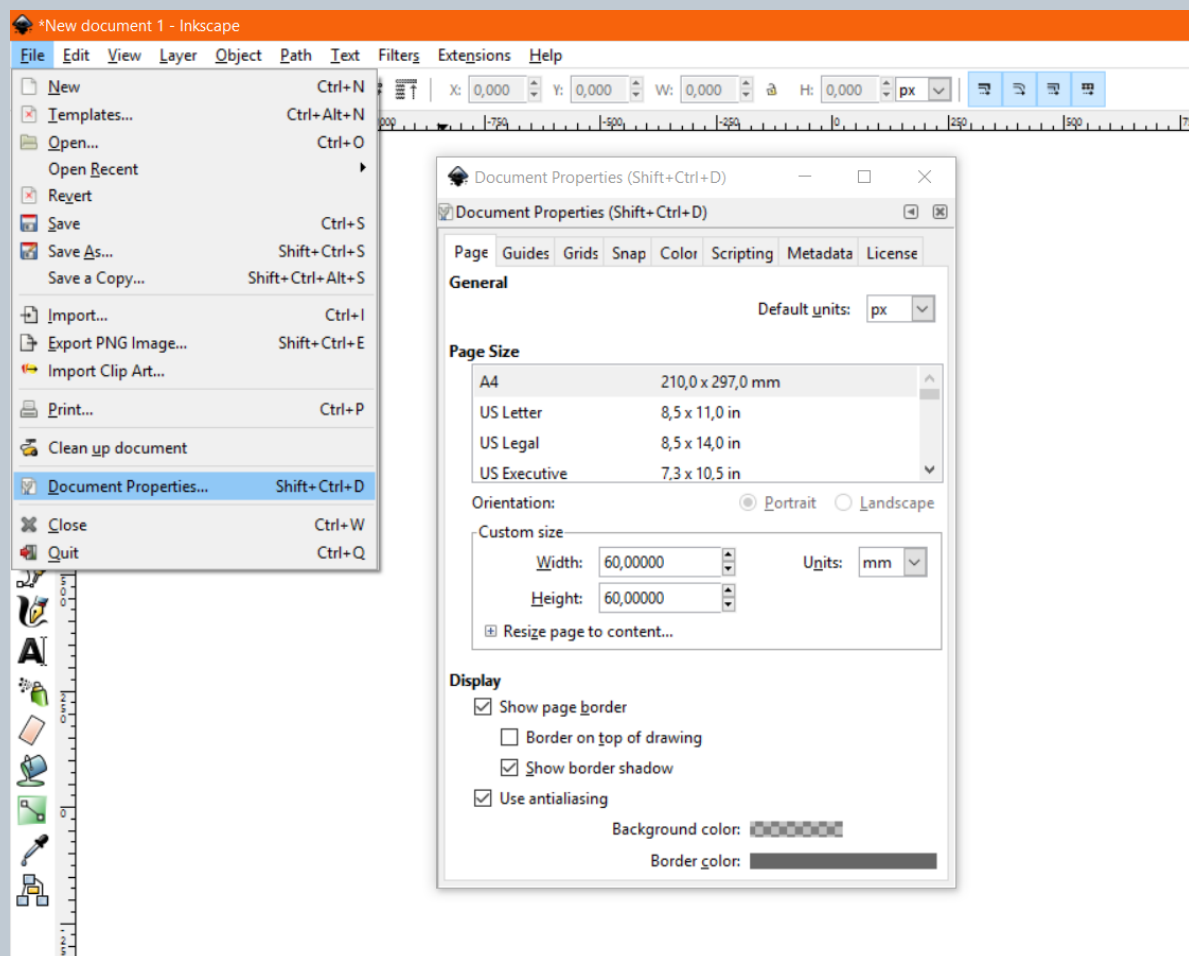 *New document 1 - Inkscape
File Edit View Layer Object Path Text Filters Extensions Help
New Ctrl+N
Templates... Ctrl+Alt+N
Open... Ctrl+O
Open Recent
Revert
Save Ctrl+S
Save As... Shift+Ctrl+S
Save a Copy... Shift+Ctrl+Alt+S
Import... Ctrl+I
Export PNG Image... Shift+Ctrl+E
Import Clip Art...
Print... Ctrl+P
Clean up document
Document Properties... Shift+Ctrl+D
Close Ctrl+W
Quit Ctrl+Q
X: 0,000 Y: 0,000 W: 0,000 H: 0,000 px
-750 -500 -250 0 250 500
Document Properties (Shift+Ctrl+D)
Document Properties (Shift+Ctrl+D)
Page Guides Grids Snap Color Scripting Metadata License
General
Default units: px
Page Size
A4 210,0 x 297,0 mm
US Letter 8,5 x 11,0 in
US Legal 8,5 x 14,0 in
US Executive 7,3 x 10,5 in
Orientation: Portrait Landscape
Custom size
Width: 60,00000 Units: mm
Height: 60,00000
Resize page to content...
Display
Show page border
Border on top of drawing
Show border shadow
Use antialiasing
Background color:
Border color:
500
250
0